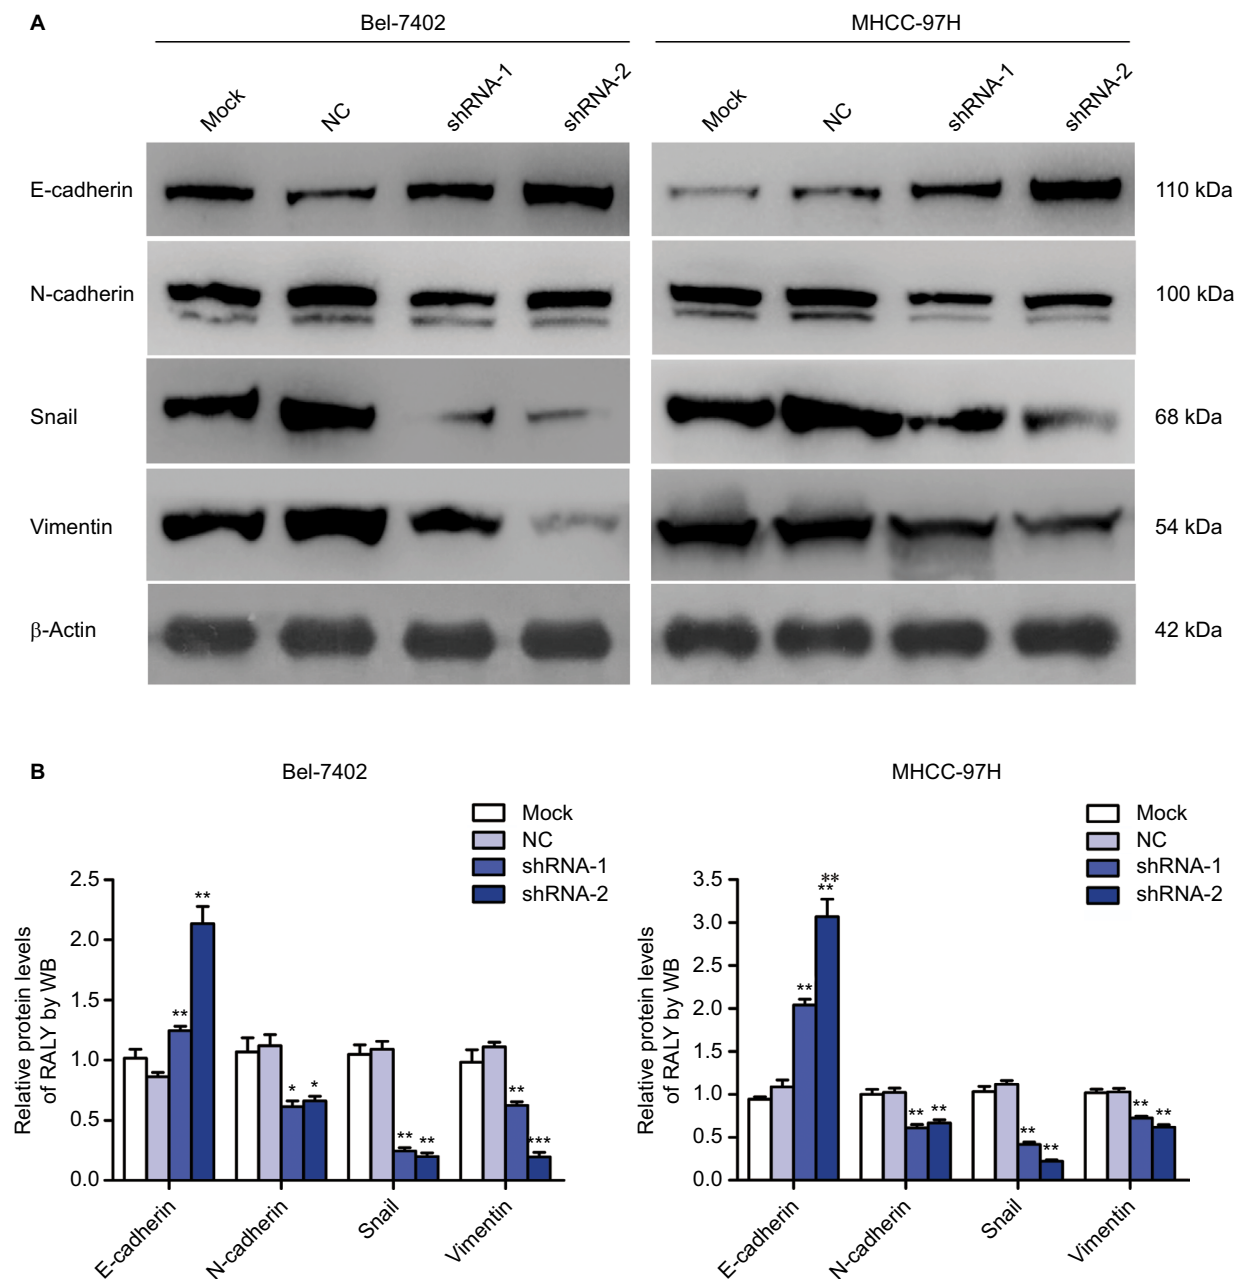 A
Bel-7402
MHCC-97H
Mock
NC
shRNA-1
shRNA-2
Mock
NC
shRNA-1
shRNA-2
E-cadherin
110 kDa
N-cadherin
100 kDa
Snail
68 kDa
Vimentin
54 kDa
β-Actin
42 kDa
B
Bel-7402
MHCC-97H
Mock
NC
shRNA-1
shRNA-2
Relative protein levels
of RALY by WB
2.5
2.0
1.5
1.0
0.5
0.0
**
**
*
*
**
**
**
***
E-cadherin
N-cadherin
Snail
Vimentin
Mock
NC
shRNA-1
shRNA-2
Relative protein levels
of RALY by WB
3.5
3.0
2.5
2.0
1.5
1.0
0.5
0.0
**
**
**
**
**
**
**
**
**
E-cadherin
N-cadherin
Snail
Vimentin